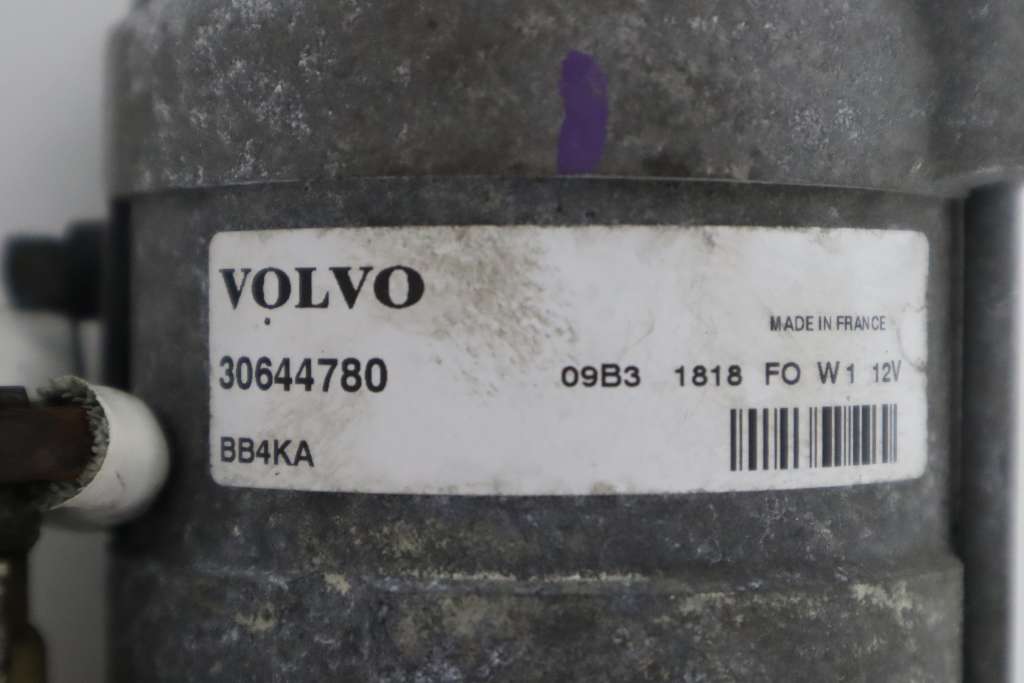 VOLVO
MADE IN FRANCE
30644780 09B3 1818 FO W1 12V
BB4KA